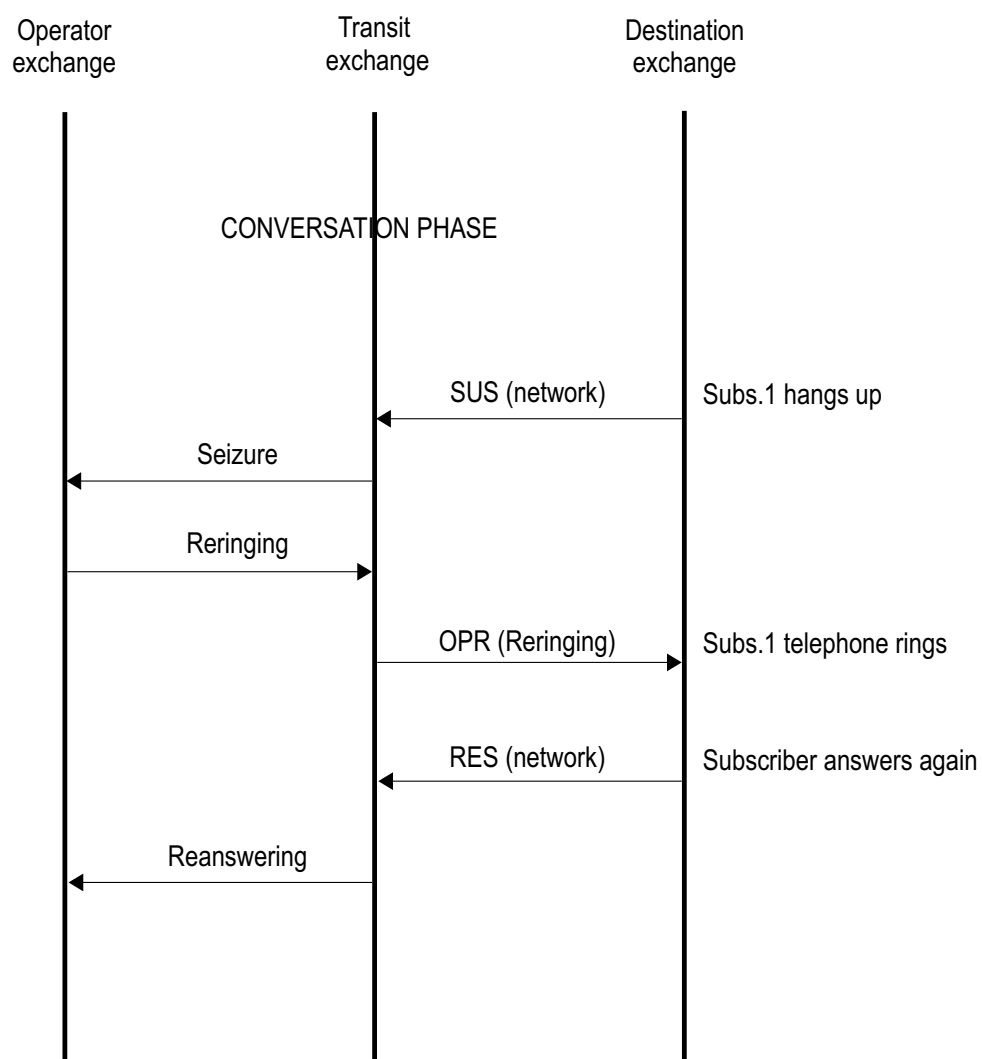 Operator
exchange
Transit
exchange
Destination
exchange
CONVERSATION PHASE
SUS (network)
Subs.1 hangs up
Seizure
Reringing
OPR (Reringing)
Subs.1 telephone rings
RES (network)
Subscriber answers again
Reanswering